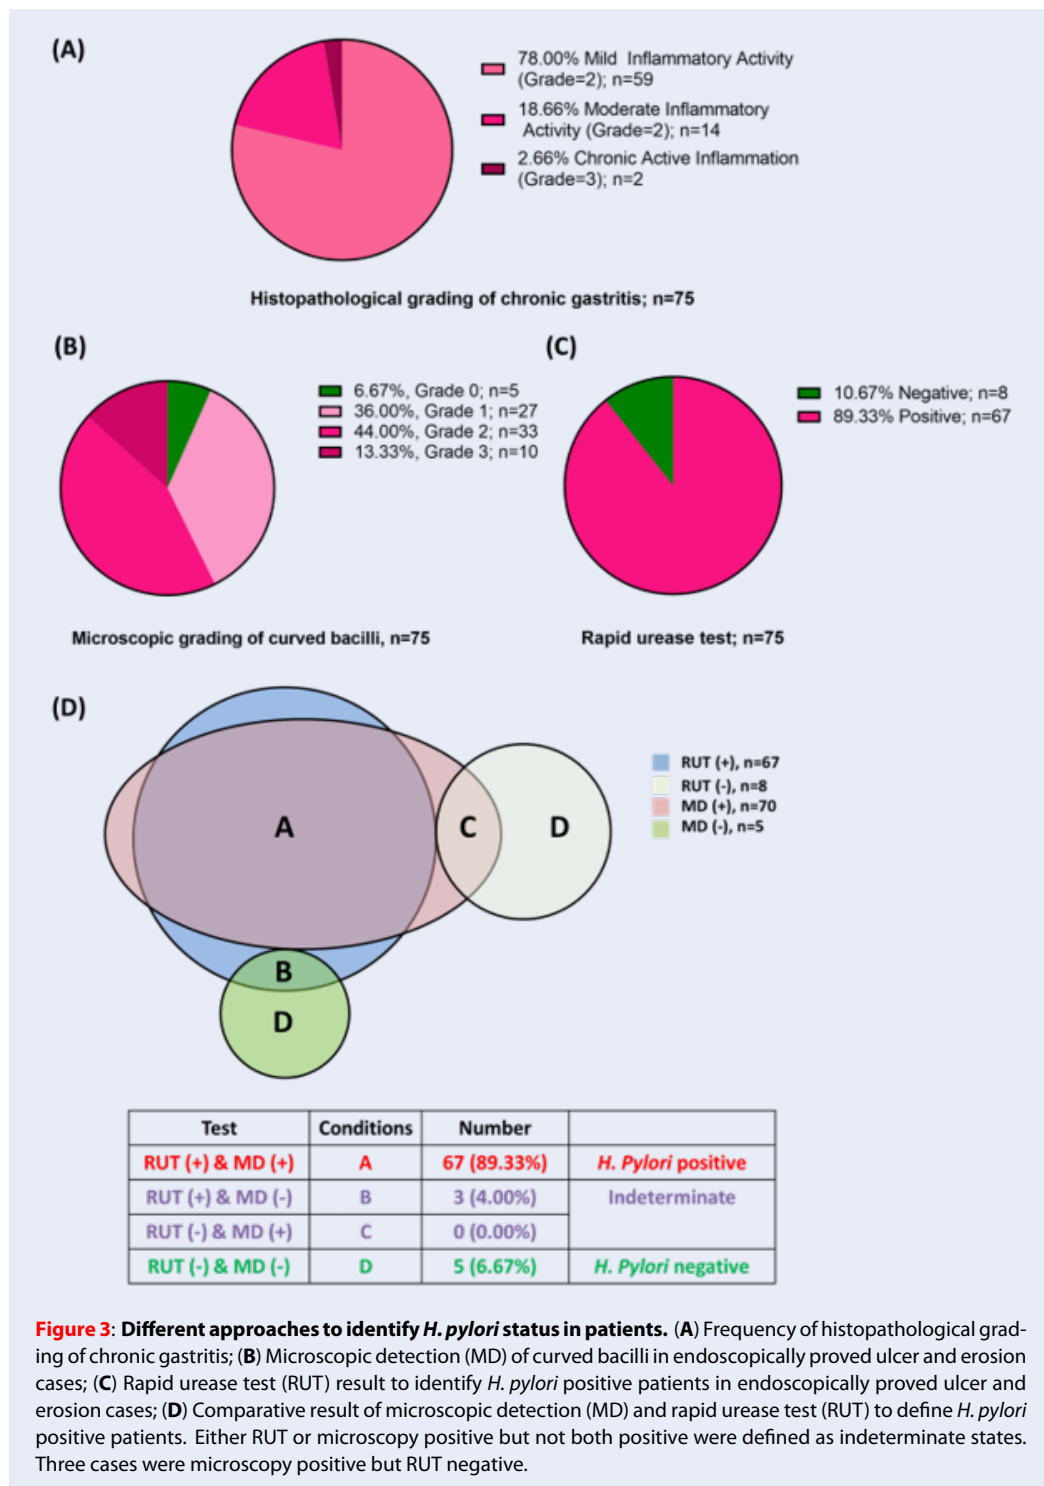 (A)
78.00% Mild Inflammatory Activity
(Grade=2); n=59
18.66% Moderate Inflammatory
Activity (Grade=2); n=14
2.66% Chronic Active Inflammation
(Grade=3); n=2
Histopathological grading of chronic gastritis; n=75
(B)
6.67%, Grade 0; n=5
36.00%, Grade 1; n=27
44.00%, Grade 2; n=33
13.33%, Grade 3; n=10
Microscopic grading of curved bacilli, n=75
(C)
10.67% Negative; n=8
89.33% Positive; n=67
Rapid urease test; n=75
(D)
A
C
D
B
D
RUT (+), n=67
RUT (-), n=8
MD (+), n=70
MD (-), n=5
Test Conditions Number
RUT (+) & MD (+) A 67 (89.33%) H. Pylori positive
RUT (+) & MD (-) B 3 (4.00%) Indeterminate
RUT (-) & MD (+) C 0 (0.00%)
RUT (-) & MD (-) D 5 (6.67%) H. Pylori negative
Figure 3: Different approaches to identify H. pylori status in patients. (A) Frequency of histopathological grad-
ing of chronic gastritis; (B) Microscopic detection (MD) of curved bacilli in endoscopically proved ulcer and erosion
cases; (C) Rapid urease test (RUT) result to identify H. pylori positive patients in endoscopically proved ulcer and
erosion cases; (D) Comparative result of microscopic detection (MD) and rapid urease test (RUT) to define H. pylori
positive patients. Either RUT or microscopy positive but not both positive were defined as indeterminate states.
Three cases were microscopy positive but RUT negative.